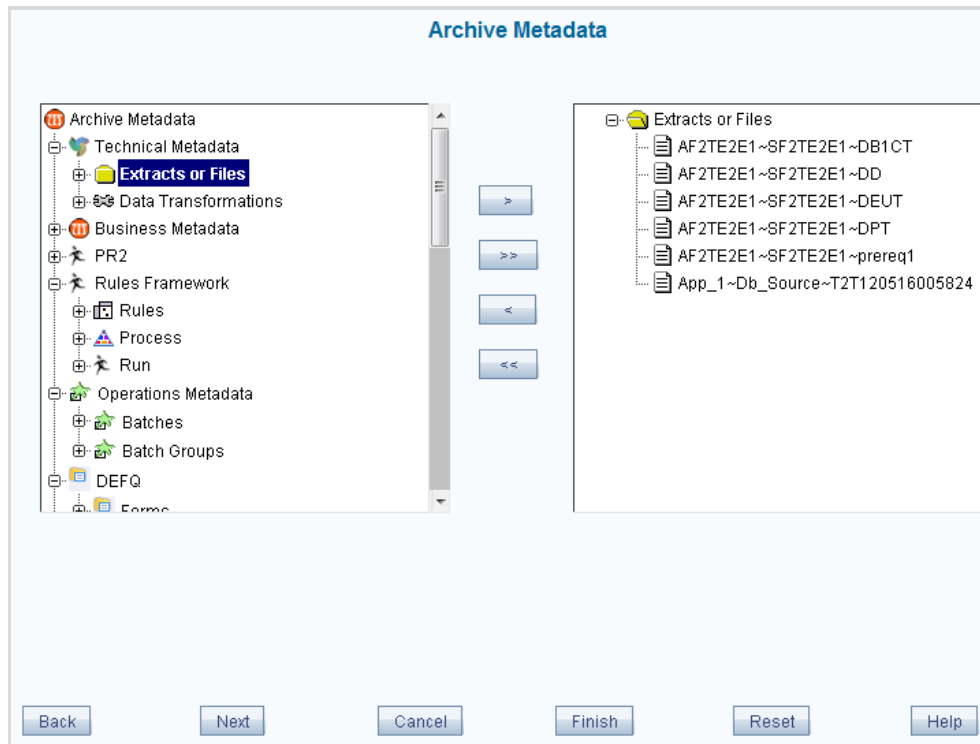 Archive Metadata
Archive Metadata
Technical Metadata
Extracts or Files
Data Transformations
Business Metadata
PR2
Rules Framework
Rules
Process
Run
Operations Metadata
Batches
Batch Groups
DEFQ
Forms
>
>>
<
<<
Extracts or Files
AF2TE2E1~SF2TE2E1~DB1CT
AF2TE2E1~SF2TE2E1~DD
AF2TE2E1~SF2TE2E1~DEUT
AF2TE2E1~SF2TE2E1~DPT
AF2TE2E1~SF2TE2E1~prereq1
App_1~Db_Source~T2T120516005824
Back Next Cancel Finish Reset Help